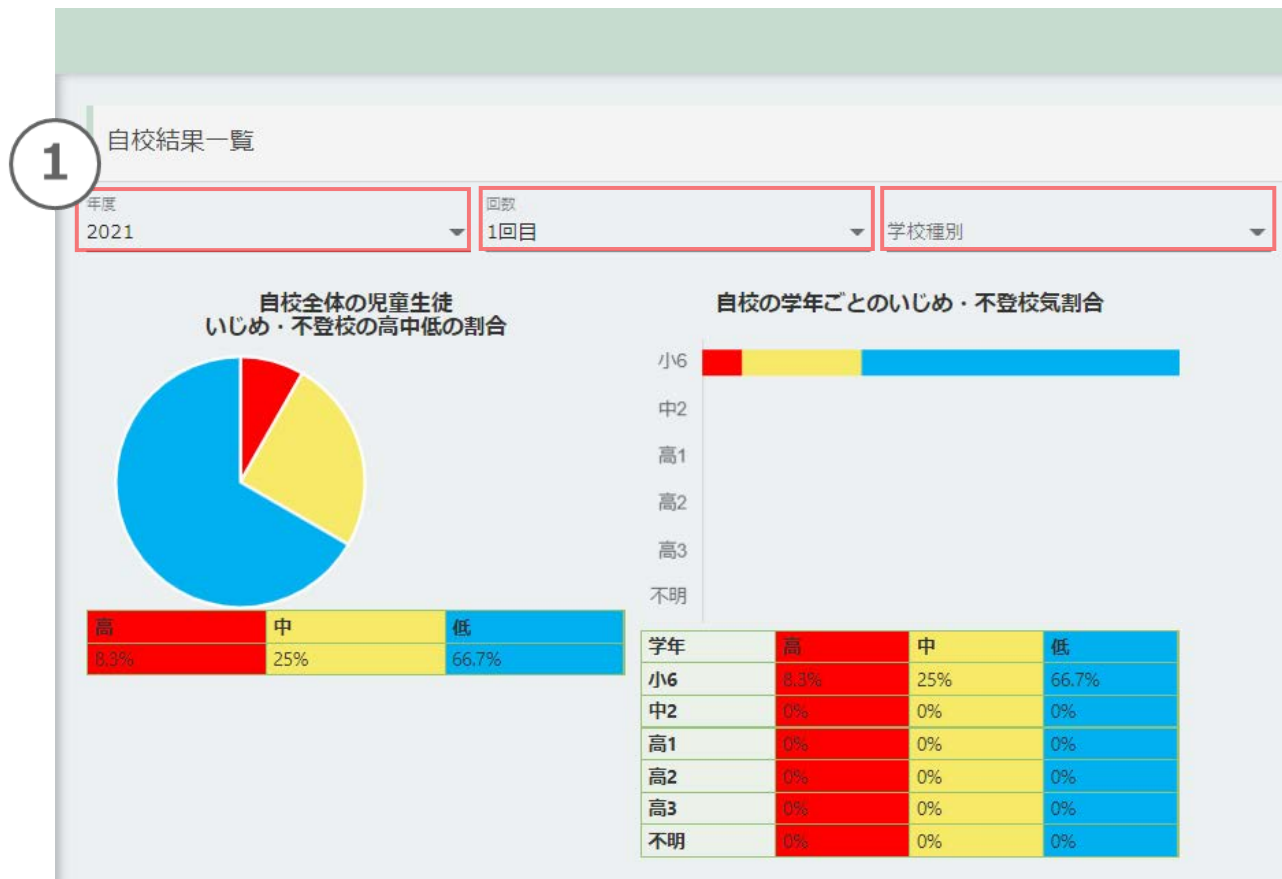 1
自校結果一覧
年度
2021
回数
1回目
学校種別
自校全体の児童生徒
いじめ・不登校の高中低の割合
高 中 低
8.3% 25% 66.7%
自校の学年ごとのいじめ・不登校気割合
小6
中2
高1
高2
高3
不明
学年 高 中 低
小6 8.3% 25% 66.7%
中2 0% 0% 0%
高1 0% 0% 0%
高2 0% 0% 0%
高3 0% 0% 0%
不明 0% 0% 0%